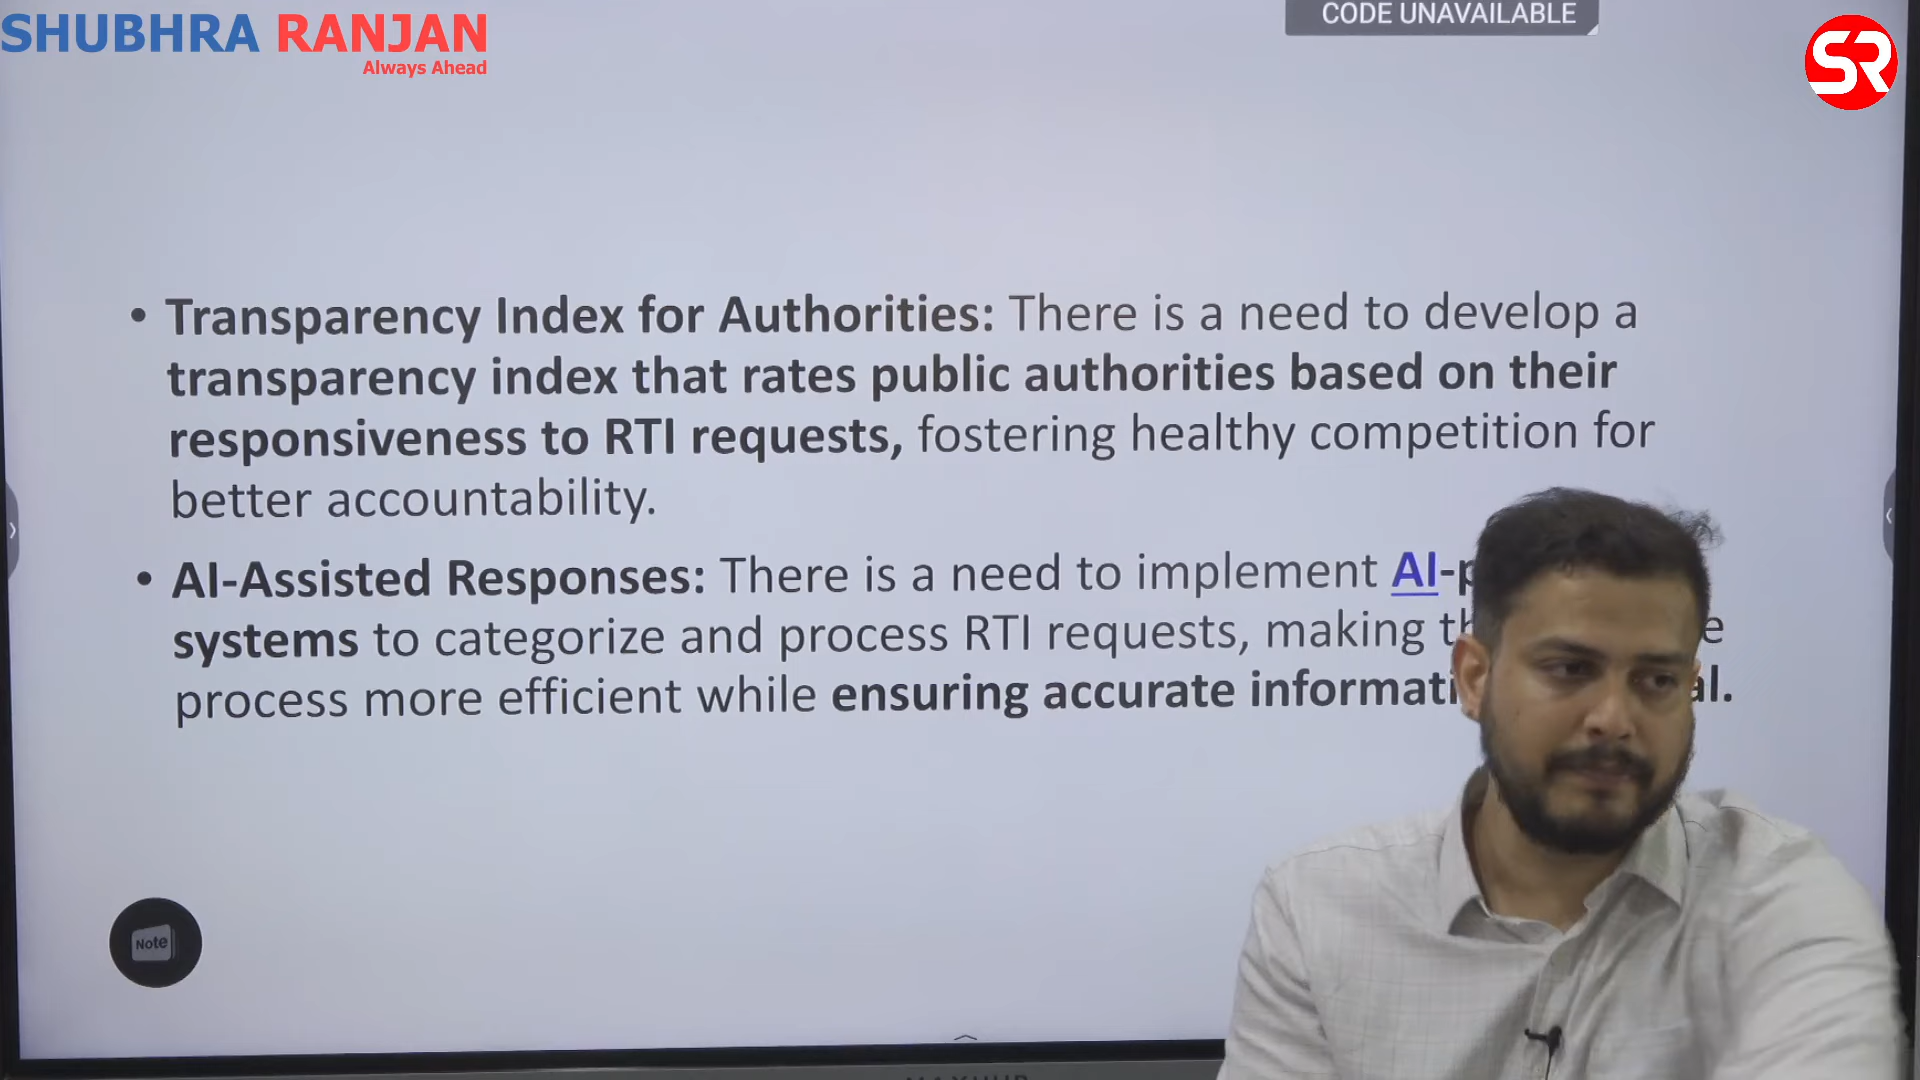 SHUBHRA RANJAN
Always Ahead
CODE UNAVAILABLE
SR
• Transparency Index for Authorities: There is a need to develop a
transparency index that rates public authorities based on their
responsiveness to RTI requests, fostering healthy competition for
better accountability.
• AI-Assisted Responses: There is a need to implement AI-
systems to categorize and process RTI requests, making
process more efficient while ensuring accurate
Note